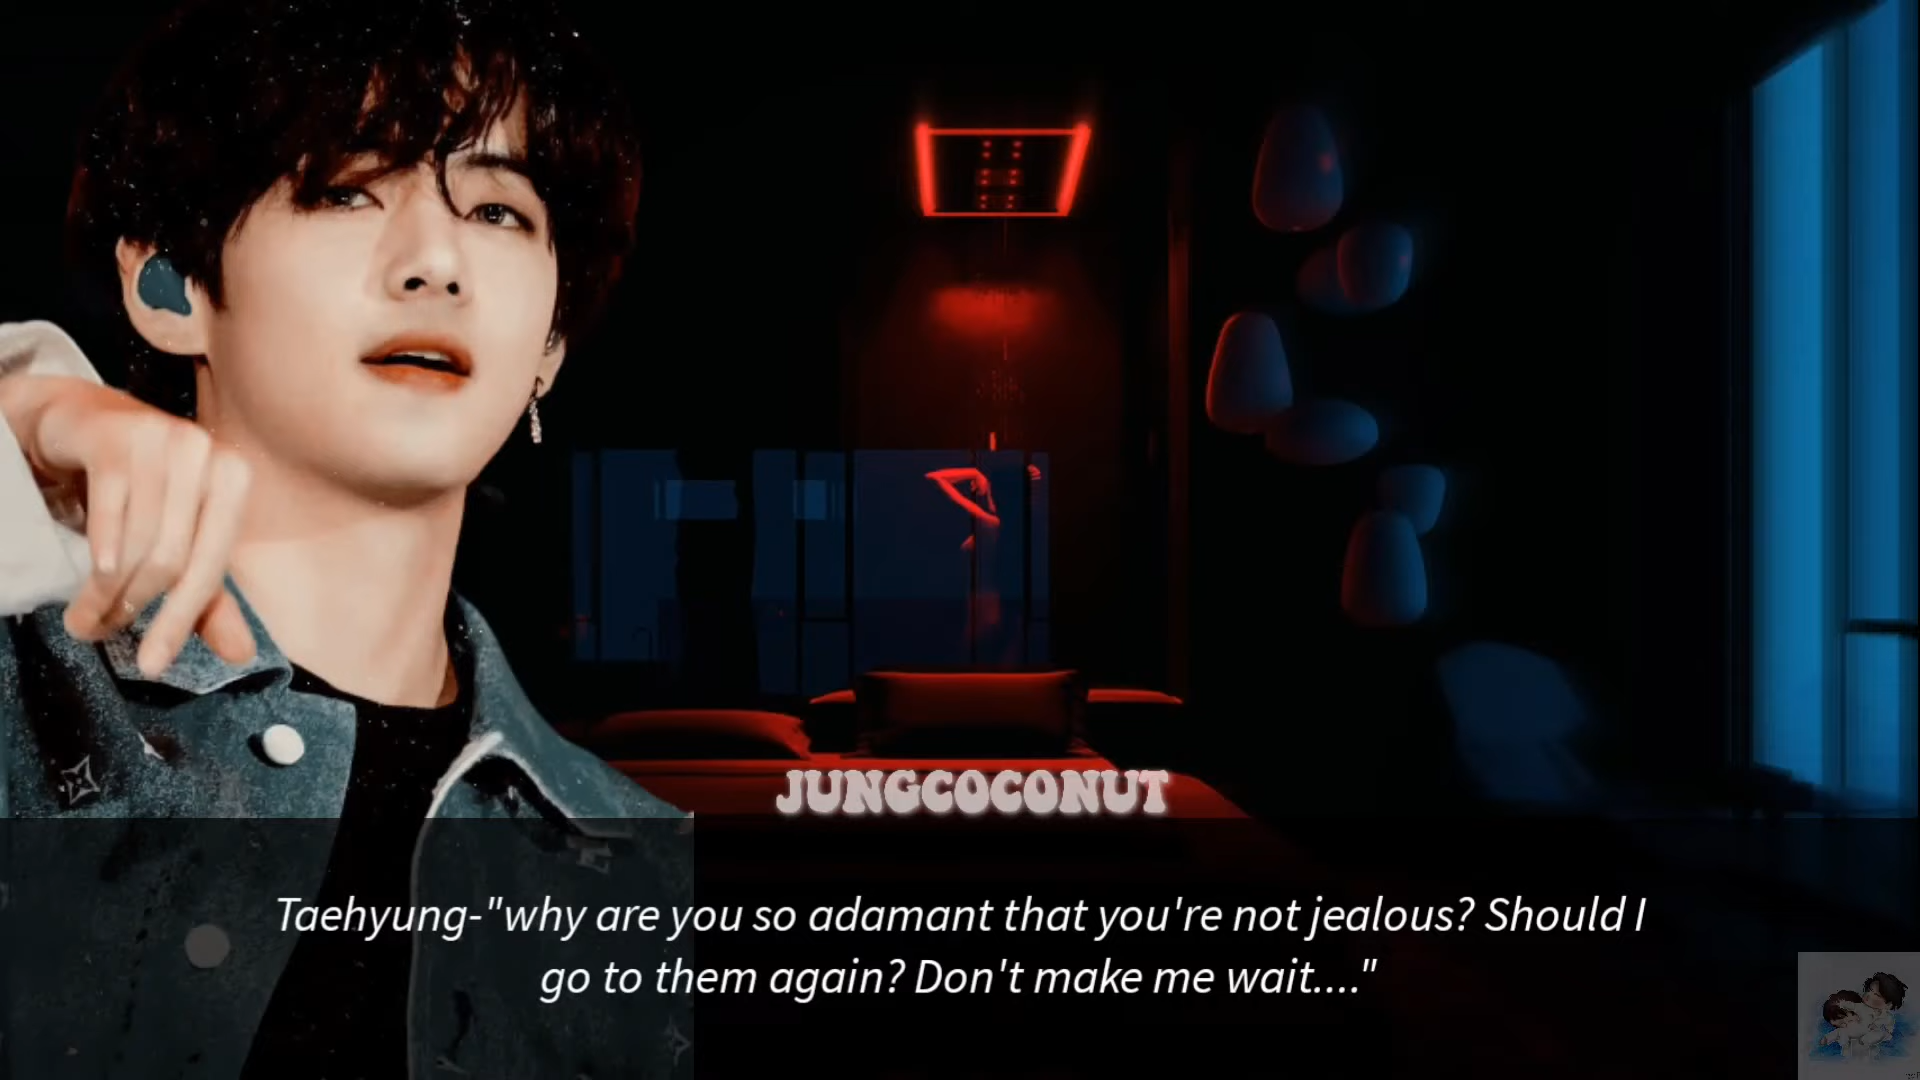 JUNGCOCONUT
Taehyung-"why are you so adamant that you're not jealous? Should I
go to them again? Don't make me wait...."